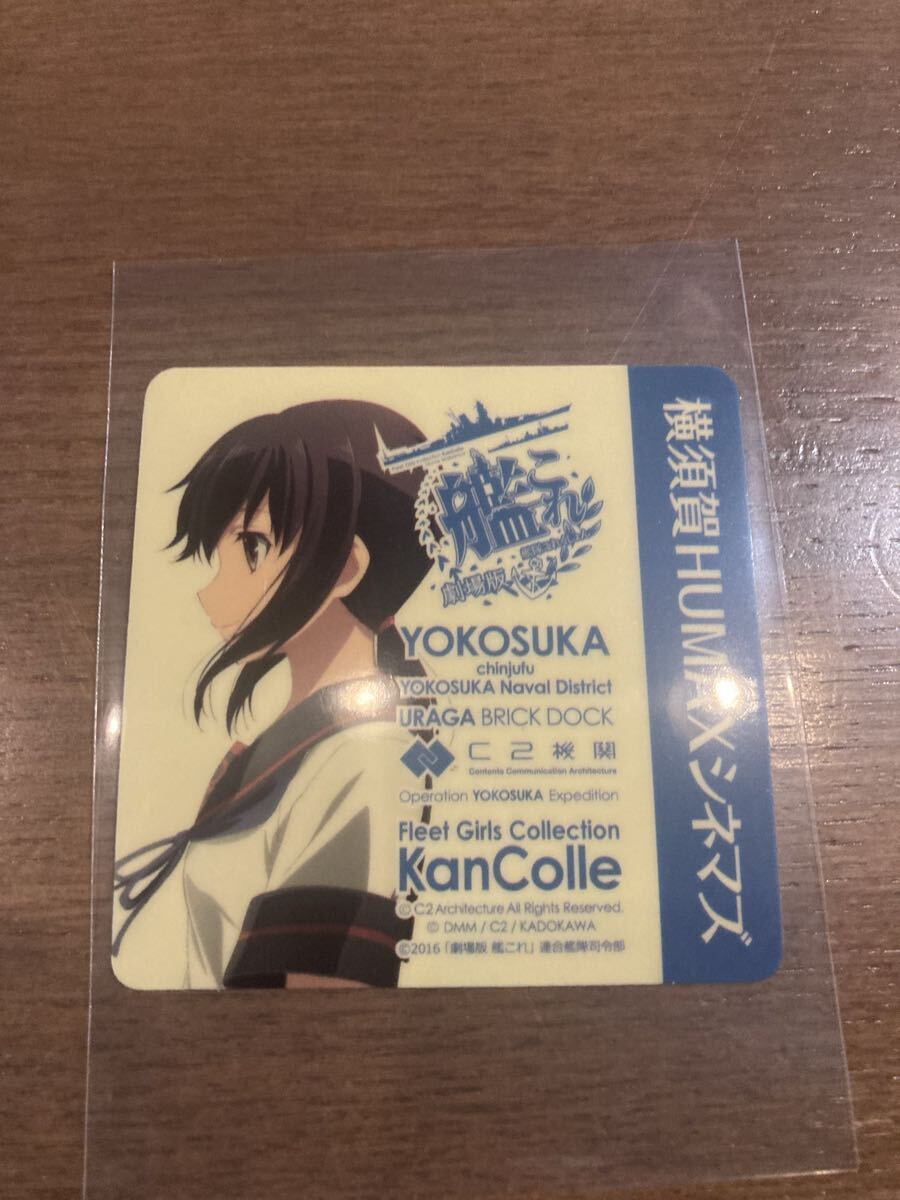 艦これ
劇場版
YOKOSUKA
chinjufu
YOKOSUKA Naval District
URAGA BRICK DOCK
C2機関
Contents Communication Architecture
Operation YOKOSUKA Expedition
Fleet Girls Collection
KanColle
© C2 Architecture All Rights Reserved.
© DMM / C2 / KADOKAWA
©2016「劇場版 艦これ」連合艦隊司令部
横須賀HUMAXシネマズ